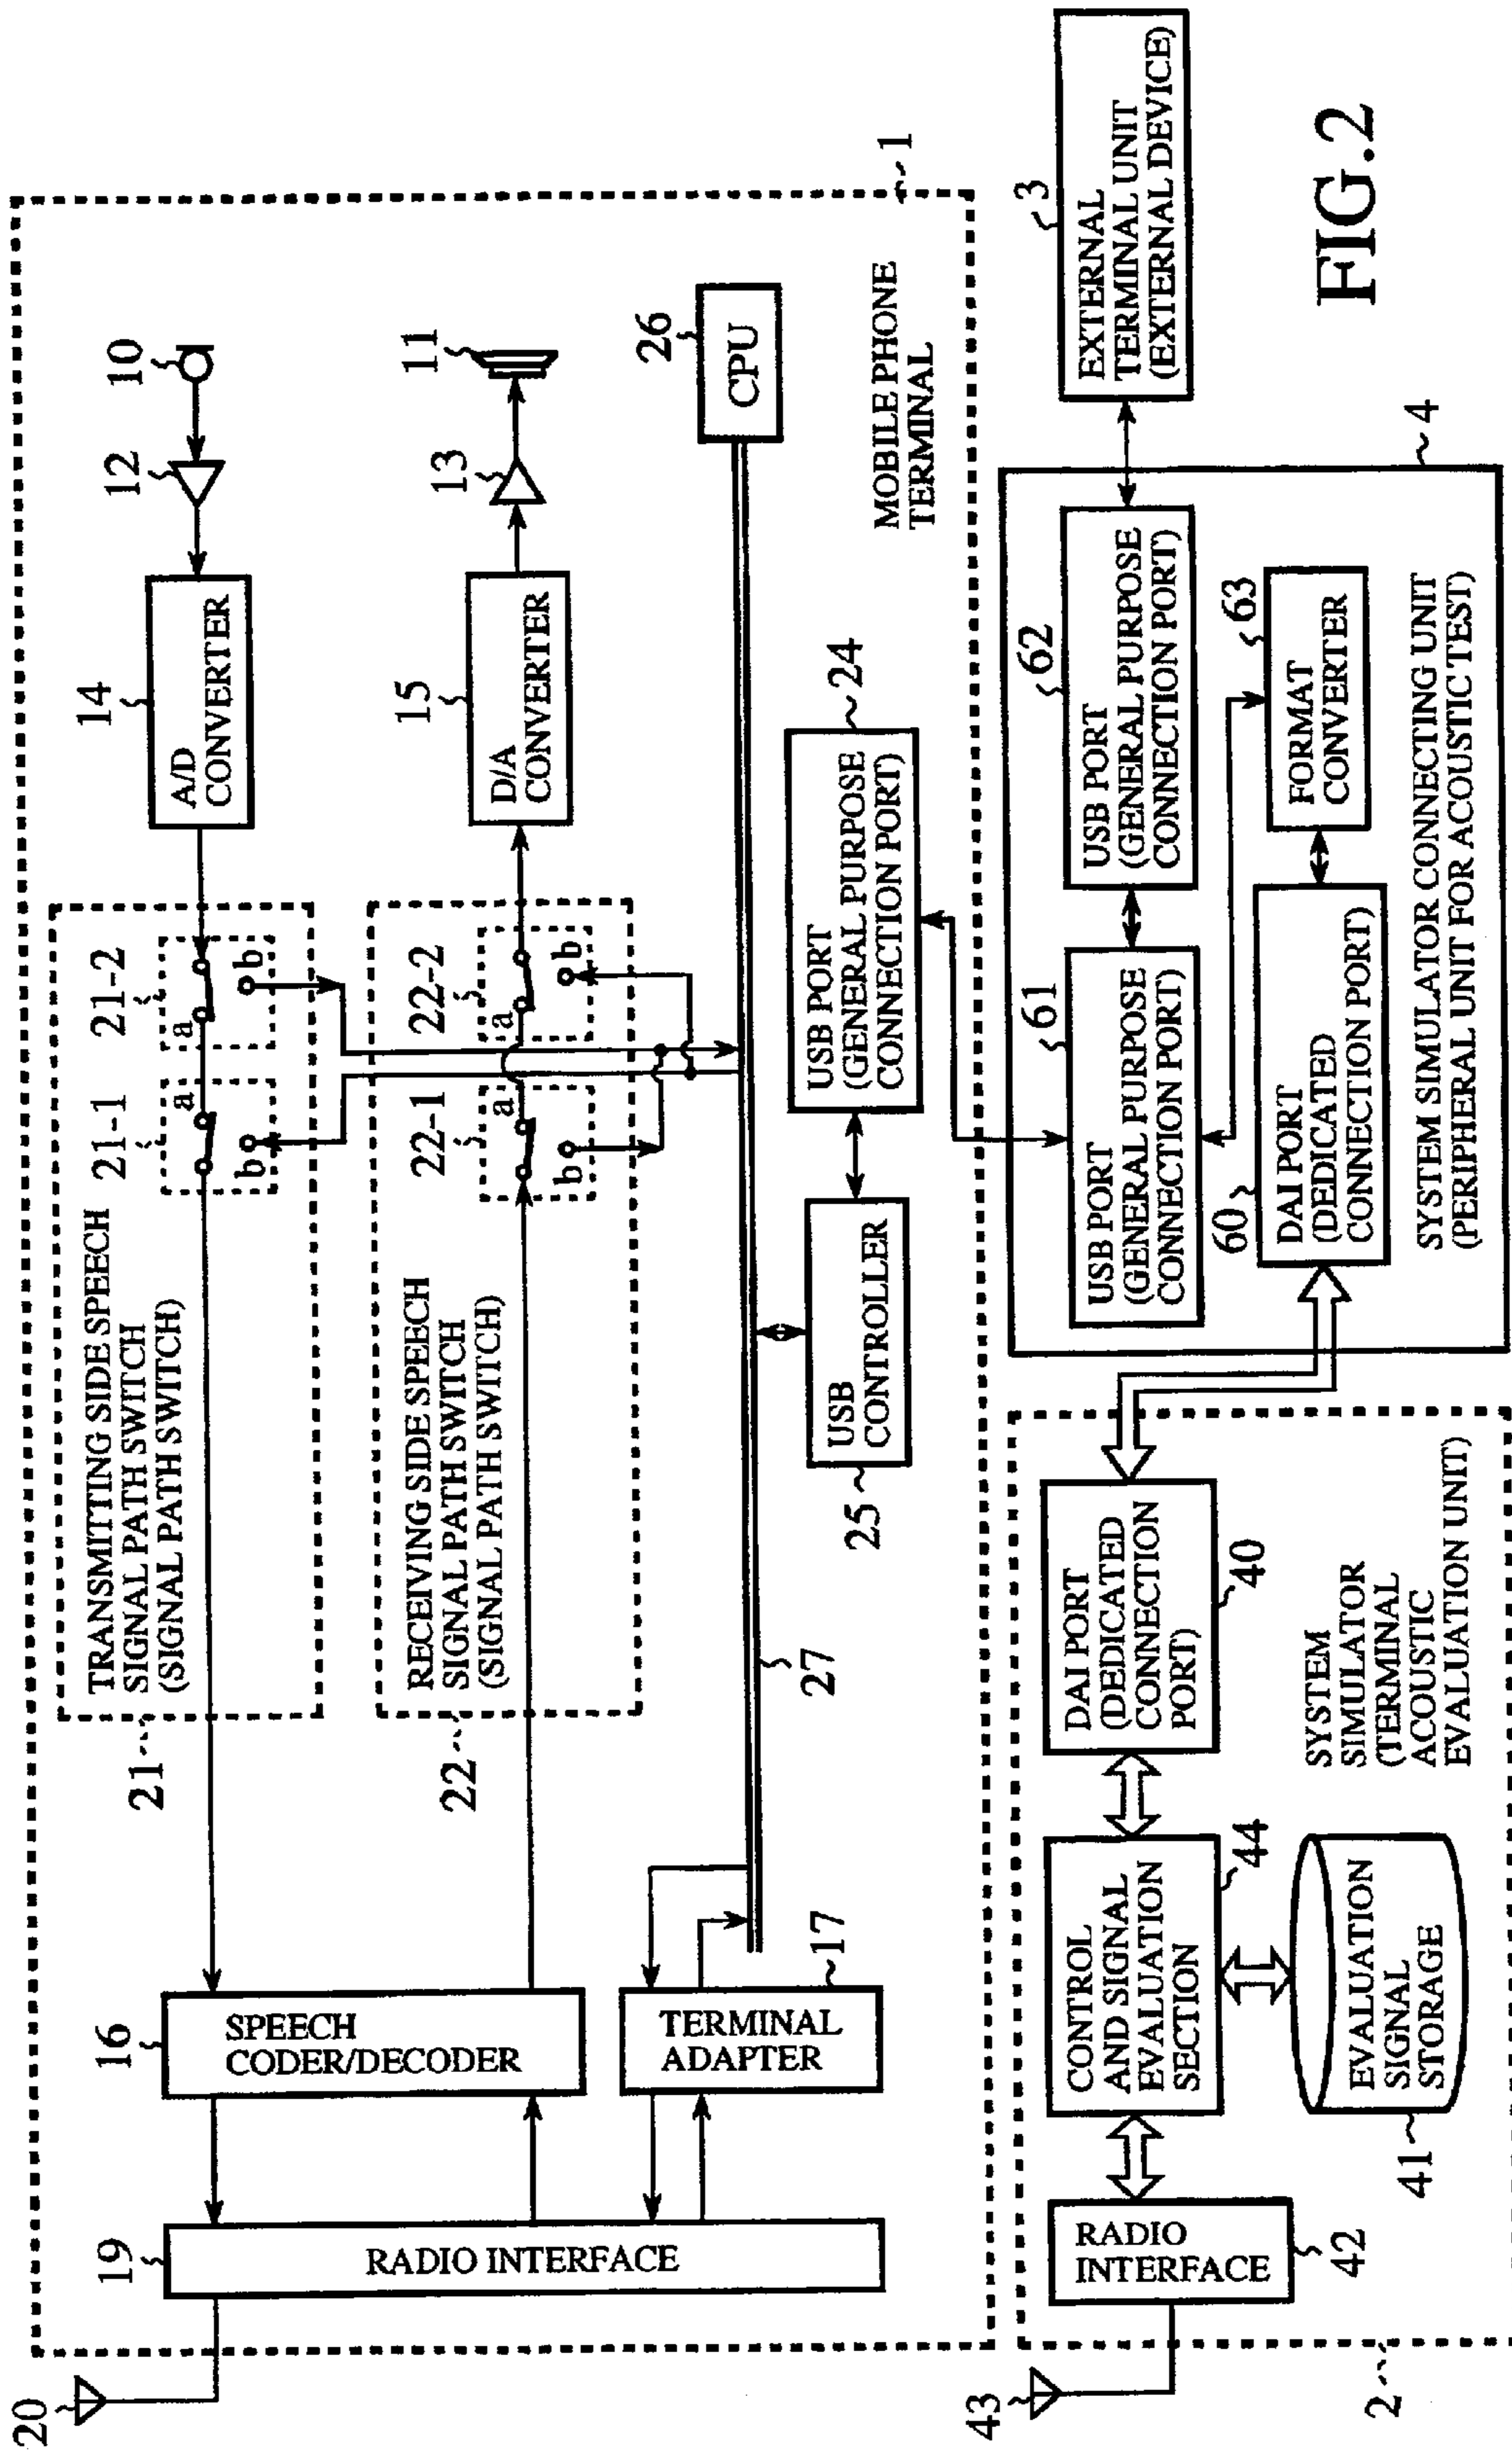 20
19
RADIO INTERFACE
16
SPEECH
CODER/DECODER
17
TERMINAL
ADAPTER
21
TRANSMITTING SIDE SPEECH
SIGNAL PATH SWITCH
(SIGNAL PATH SWITCH)
21-1
a
b
21-2
a
b
22
RECEIVING SIDE SPEECH
SIGNAL PATH SWITCH
(SIGNAL PATH SWITCH)
22-1
a
b
22-2
a
b
14
A/D
CONVERTER
12
10
15
D/A
CONVERTER
13
11
27
25
USB
CONTROLLER
24
USB PORT
(GENERAL PURPOSE
CONNECTION PORT)
26
CPU
MOBILE PHONE
TERMINAL
1
43
2
RADIO
INTERFACE
42
CONTROL
AND SIGNAL
EVALUATION
SECTION
44
41
EVALUATION
SIGNAL
STORAGE
DAI PORT
(DEDICATED
CONNECTION
PORT)
40
SYSTEM
SIMULATOR
(TERMINAL
ACOUSTIC
EVALUATION UNIT)
61
USB PORT
(GENERAL PURPOSE
CONNECTION PORT)
62
USB PORT
(GENERAL PURPOSE
CONNECTION PORT)
60
DAI PORT
(DEDICATED
CONNECTION PORT)
63
FORMAT
CONVERTER
SYSTEM SIMULATOR CONNECTING UNIT
(PERIPHERAL UNIT FOR ACOUSTIC TEST)
4
3
EXTERNAL
TERMINAL UNIT
(EXTERNAL DEVICE)
FIG.2